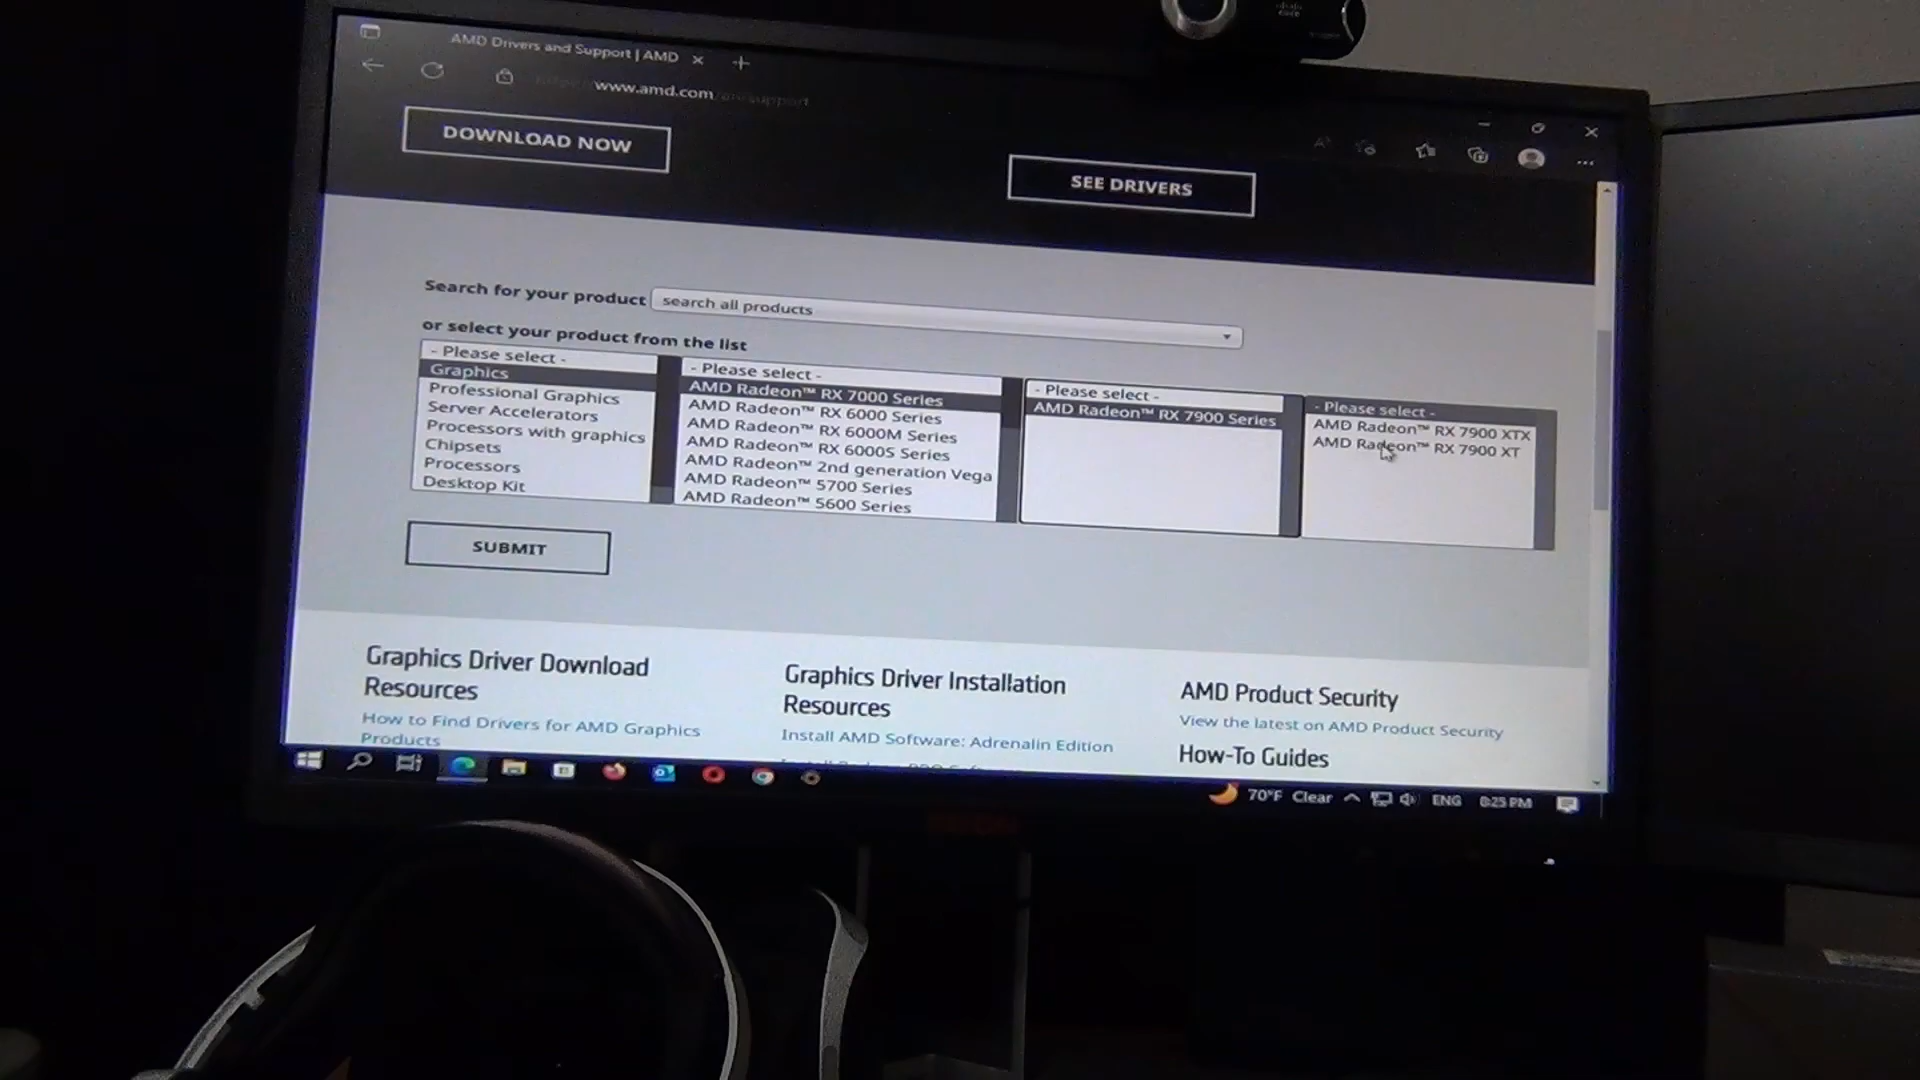 AMD Drivers and Support | AMD
www.amd.com/en/support
DOWNLOAD NOW
SEE DRIVERS
Search for your product
search all products
or select your product from the list
- Please select -
Graphics
Professional Graphics
Server Accelerators
Processors with graphics
Chipsets
Processors
Desktop Kit
- Please select -
AMD Radeon™ RX 7000 Series
AMD Radeon™ RX 6000 Series
AMD Radeon™ RX 6000M Series
AMD Radeon™ RX 6000S Series
AMD Radeon™ 2nd generation Vega
AMD Radeon™ 5700 Series
AMD Radeon™ 5600 Series
- Please select -
AMD Radeon™ RX 7900 Series
- Please select -
AMD Radeon™ RX 7900 XTX
AMD Radeon™ RX 7900 XT
SUBMIT
Graphics Driver Download
Resources
How to Find Drivers for AMD Graphics
Products
Graphics Driver Installation
Resources
Install AMD Software: Adrenalin Edition
AMD Product Security
View the latest on AMD Product Security
How-To Guides
70°F Clear
ENG